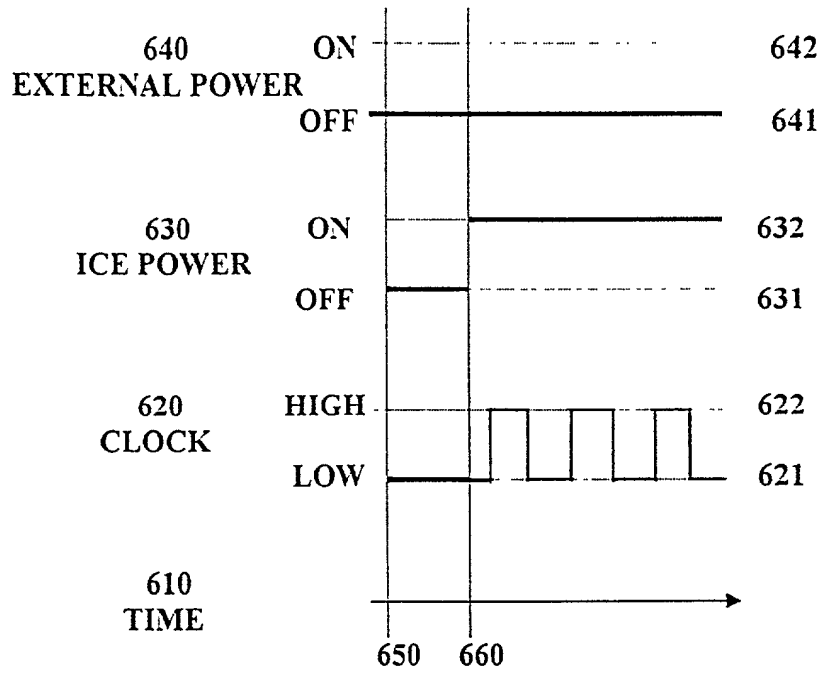 640
EXTERNAL POWER
ON
642
OFF
641
630
ICE POWER
ON
632
OFF
631
620
CLOCK
HIGH
622
LOW
621
610
TIME
650 660